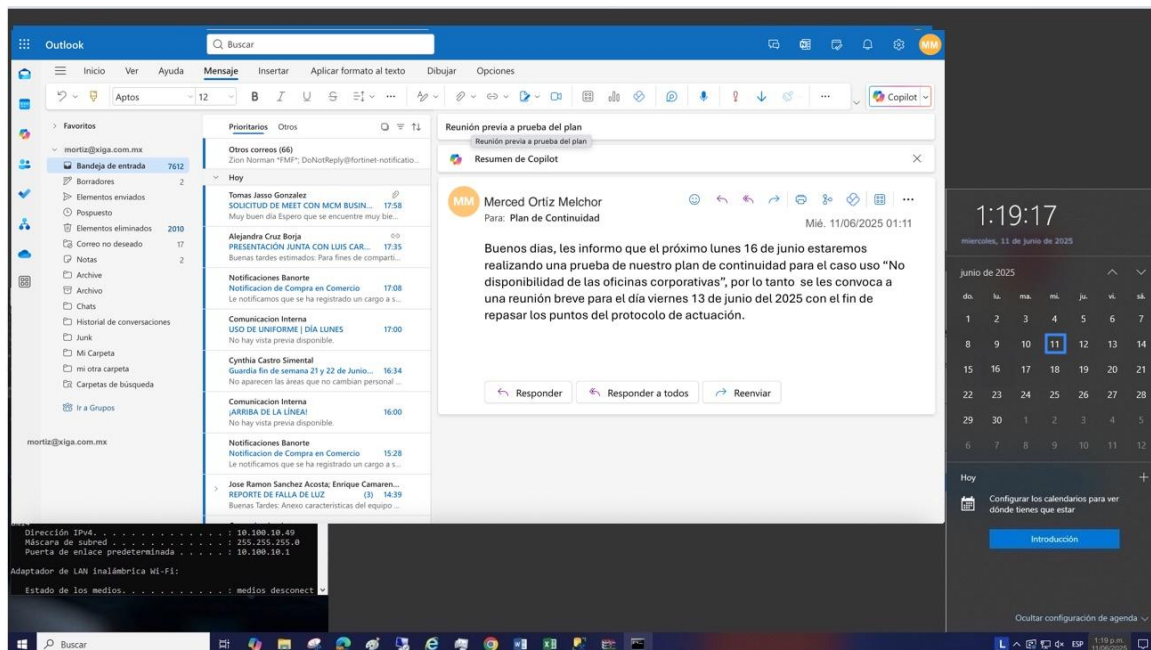 Outlook
Buscar
MM
Inicio Ver Ayuda Mensaje Insertar Aplicar formato al texto Dibujar Opciones
Aptos 12 B I U S Copilot
Favoritos
mortiz@xiga.com.mx
Bandeja de entrada 7612
Borradores 2
Elementos enviados
Pospuesto
Elementos eliminados 2010
Correo no deseado 17
Notas 2
Archive
Archivo
Chats
Historial de conversaciones
Junk
Mi Carpeta
mi otra carpeta
Carpetas de búsqueda
Ir a Grupos
mortiz@xiga.com.mx
Prioritarios Otros
Otros correos (66)
Zion Norman *FMF*; DoNotReply@fortinet-notificatio...
Hoy
Tomas Jasso Gonzalez
SOLICITUD DE MEET CON MCM BUSIN... 17:58
Muy buen día Espero que se encuentre muy bie...
Alejandra Cruz Borja
PRESENTACIÓN JUNTA CON LUIS CAR... 17:35
Buenas tardes estimados: Para fines de comparti...
Notificaciones Banorte
Notificacion de Compra en Comercio 17:08
Le notificamos que se ha registrado un cargo a s...
Comunicacion Interna
USO DE UNIFORME | DÍA LUNES 17:00
No hay vista previa disponible.
Cynthia Castro Simental
Guardia fin de semana 21 y 22 de Junio... 16:34
No aparecen las áreas que no cambian personal ...
Comunicacion Interna
¡ARRIBA DE LA LÍNEA! 16:00
No hay vista previa disponible.
Notificaciones Banorte
Notificacion de Compra en Comercio 15:28
Le notificamos que se ha registrado un cargo a s...
Jose Ramon Sanchez Acosta; Enrique Camaren...
REPORTE DE FALLA DE LUZ (3) 14:39
Buenas Tardes: Anexo características del equipo ...
Reunión previa a prueba del plan
Reunión previa a prueba del plan
Resumen de Copilot
MM
Merced Ortiz Melchor
Para: Plan de Continuidad
Mié. 11/06/2025 01:11
Buenos dias, les informo que el próximo lunes 16 de junio estaremos
realizando una prueba de nuestro plan de continuidad para el caso uso “No
disponibilidad de las oficinas corporativas”, por lo tanto se les convoca a
una reunión breve para el día viernes 13 de junio del 2025 con el fin de
repasar los puntos del protocolo de actuación.
Responder Responder a todos Reenviar
1:19:17
miercoles, 11 de junio de 2025
junio de 2025
do. lu. ma. mi. ju. vi. sá.
1 2 3 4 5 6 7
8 9 10 11 12 13 14
15 16 17 18 19 20 21
22 23 24 25 26 27 28
29 30 1 2 3 4 5
6 7 8 9 10 11 12
Hoy
Configurar los calendarios para ver
dónde tienes que estar
Introducción
Ocultar configuración de agenda
Dirección IPv4. . . . . . . . . . . . . . : 10.100.10.49
Máscara de subred . . . . . . . . . . . . : 255.255.255.0
Puerta de enlace predeterminada . . . . . : 10.100.10.1
Adaptador de LAN inalámbrica Wi-Fi:
Estado de los medios. . . . . . . . . . . : medios desconect
Buscar
L ESP 1:19 p.m.
11/06/2025